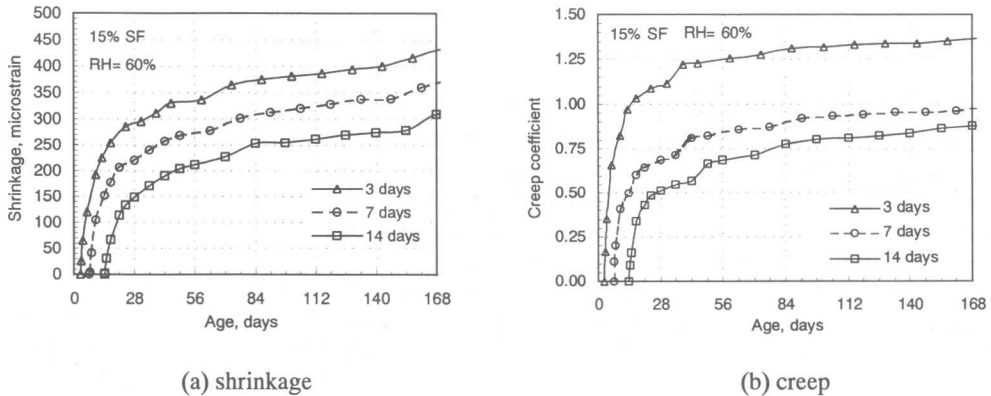 15% SF
RH= 60%
Shrinkage, microstrain
500
450
400
350
300
250
200
150
100
50
0
3 days
7 days
14 days
0 28 56 84 112 140 168
Age, days
(a) shrinkage
15% SF RH= 60%
Creep coefficient
1.50
1.25
1.00
0.75
0.50
0.25
0.00
3 days
7 days
14 days
0 28 56 84 112 140 168
Age, days
(b) creep